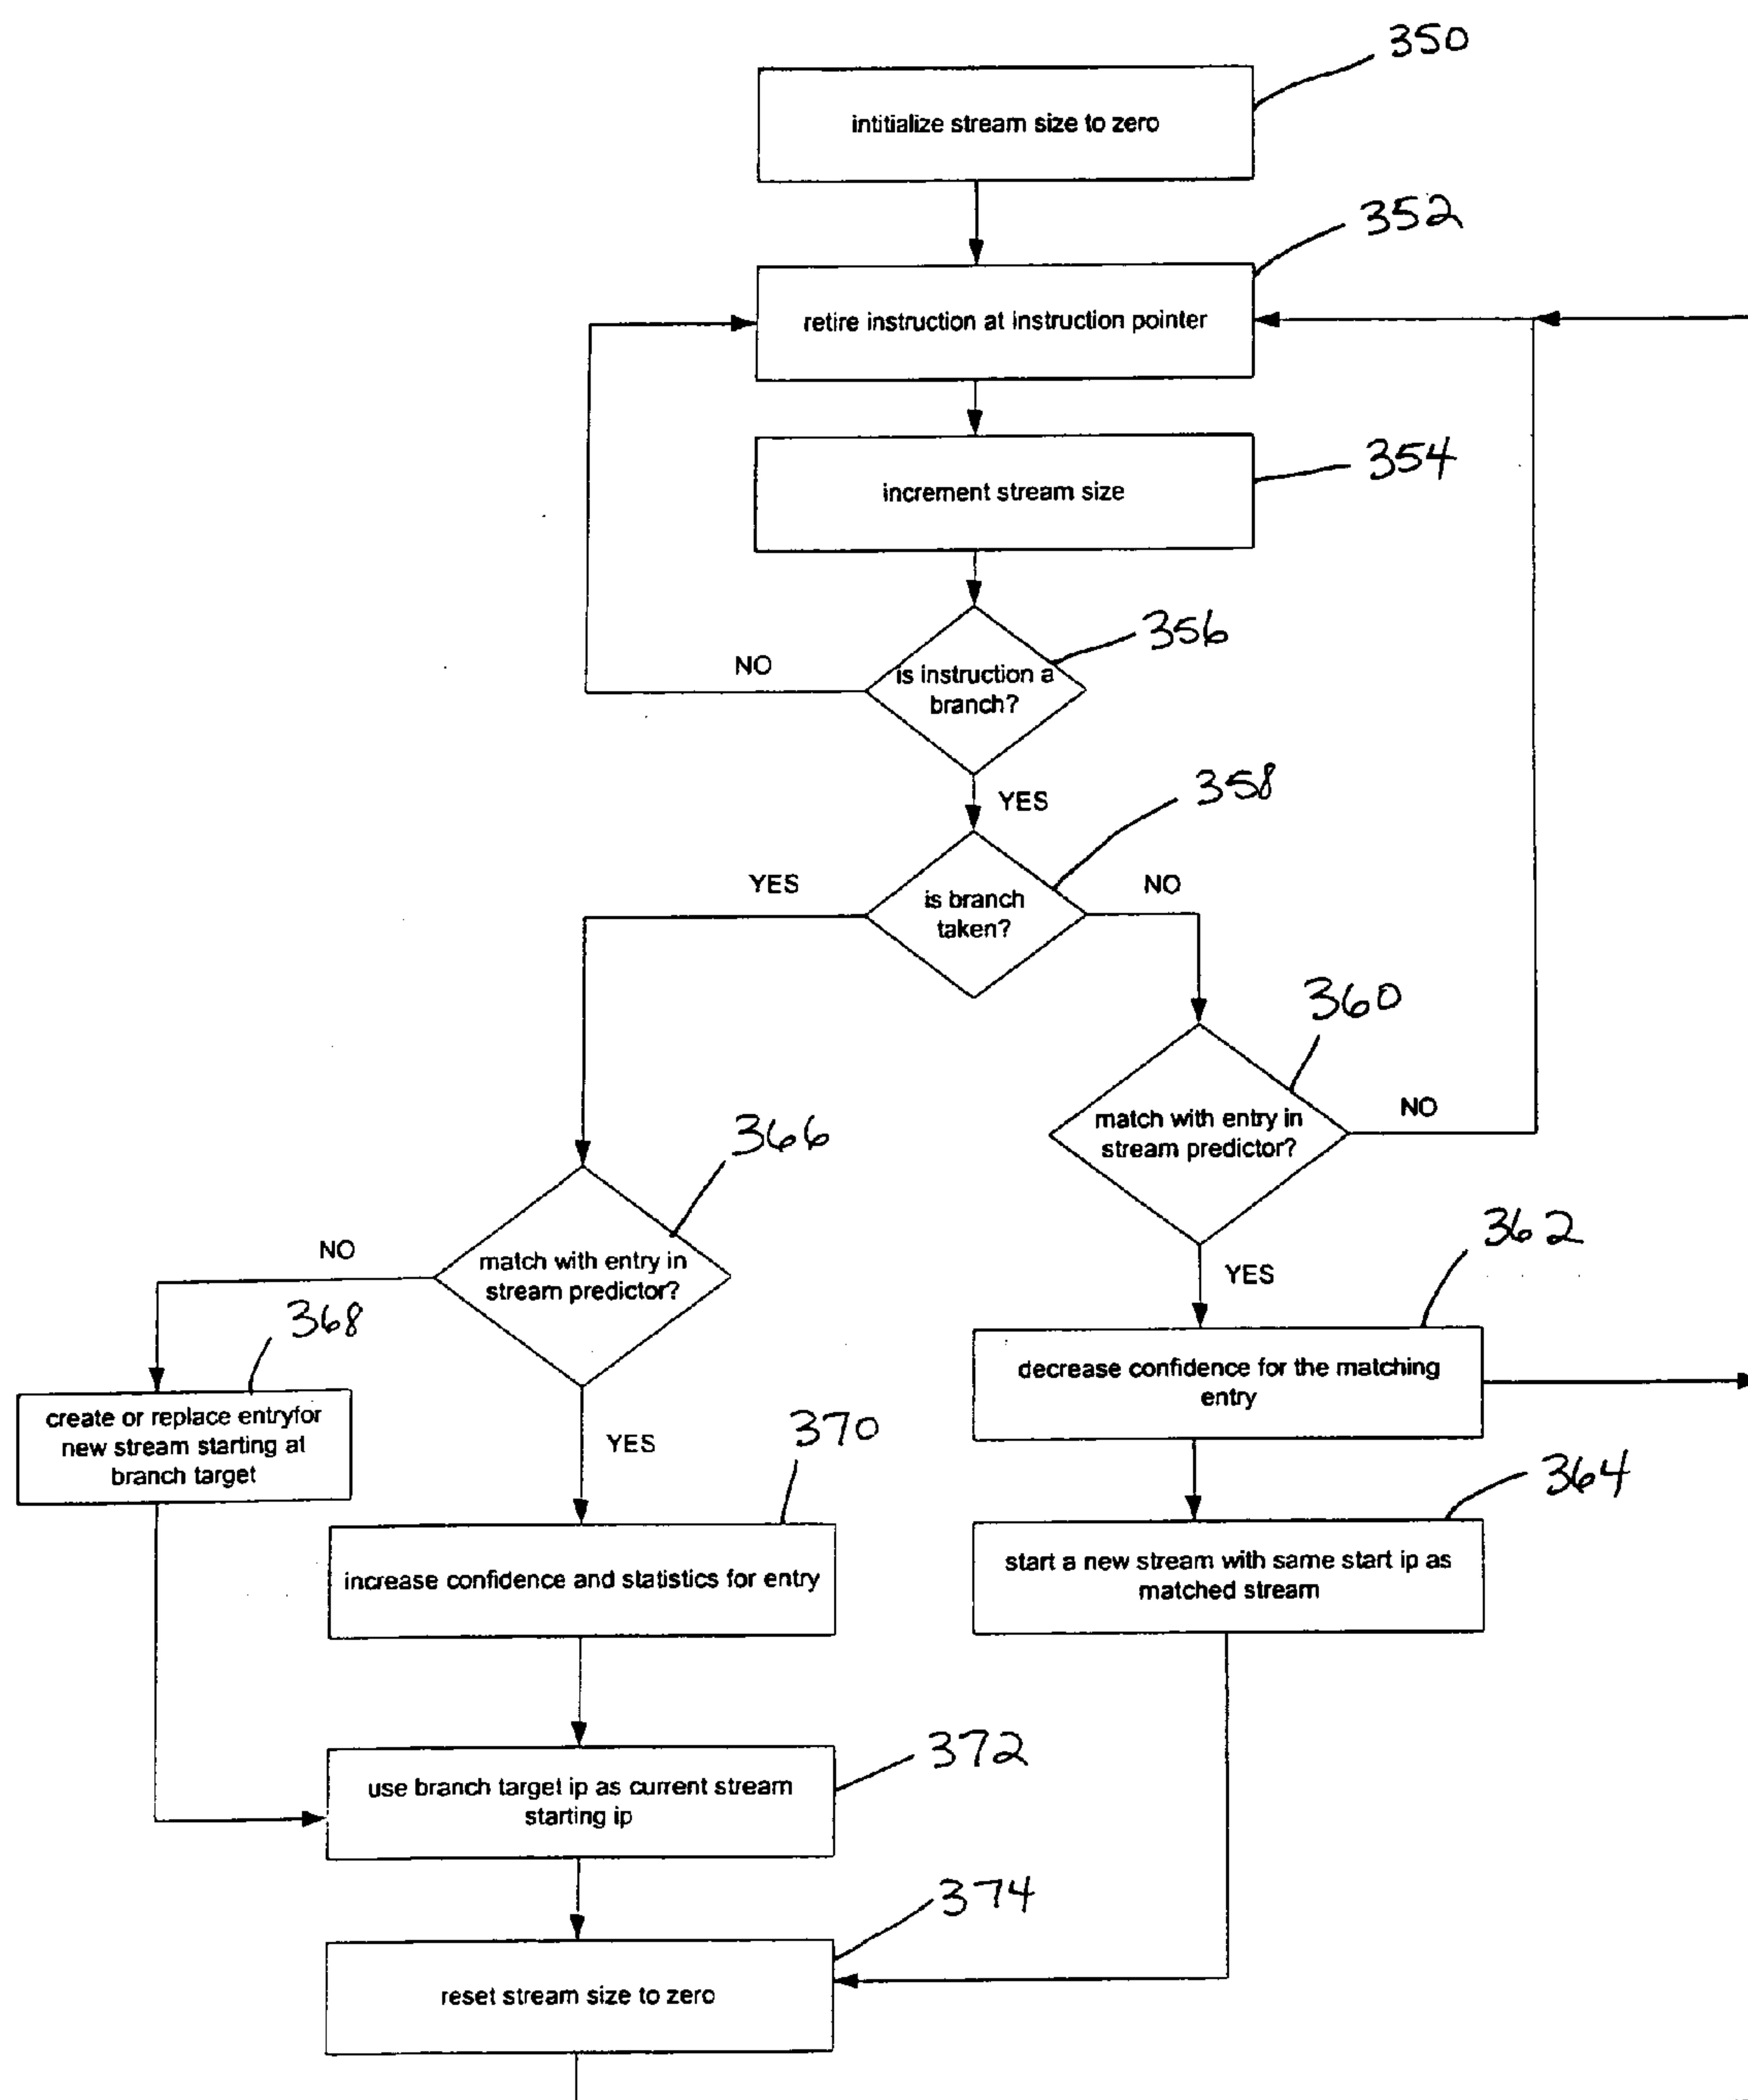 350
intitialize stream size to zero
352
retire instruction at instruction pointer
354
increment stream size
356
NO
is instruction a
branch?
YES
358
YES
NO
is branch
taken?
360
match with entry in
stream predictor?
NO
366
NO
match with entry in
stream predictor?
YES
362
368
decrease confidence for the matching
entry
create or replace entryfor
new stream starting at
branch target
YES
370
364
increase confidence and statistics for entry
start a new stream with same start ip as
matched stream
372
use branch target ip as current stream
starting ip
374
reset stream size to zero